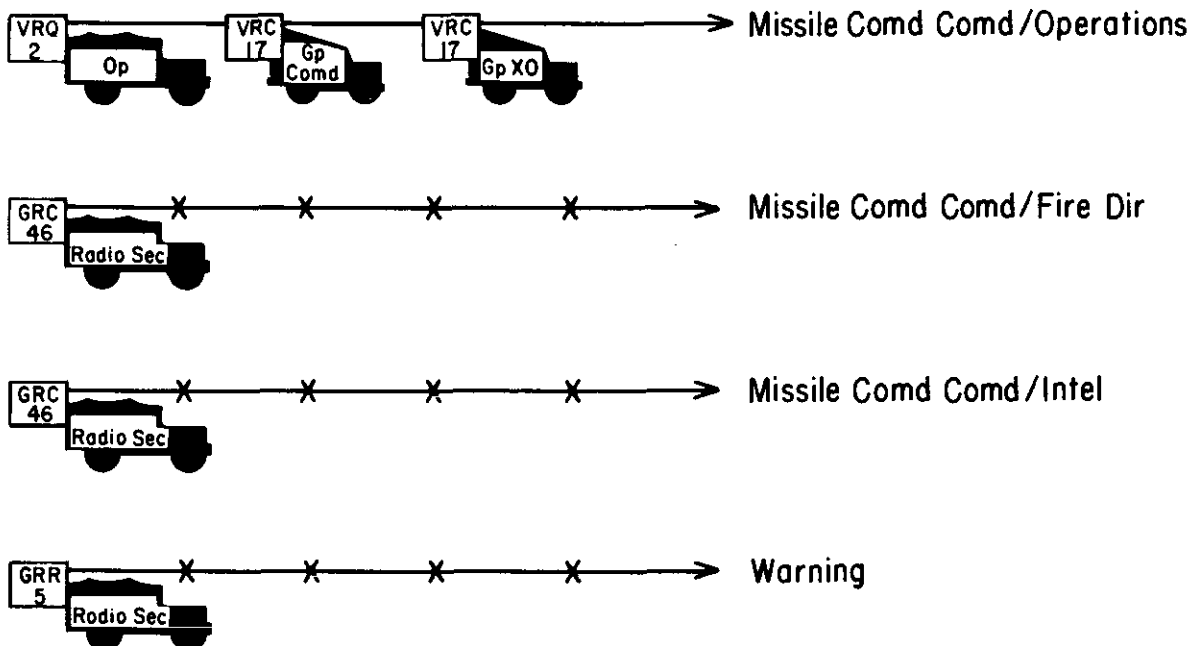 VRQ
2
Op
VRC
17
Gp
Comd
VRC
17
Gp XO
Missile Comd Comd/Operations
GRC
46
Radio Sec
Missile Comd Comd/Fire Dir
GRC
46
Radio Sec
Missile Comd Comd/Intel
GRR
5
Radio Sec
Warning